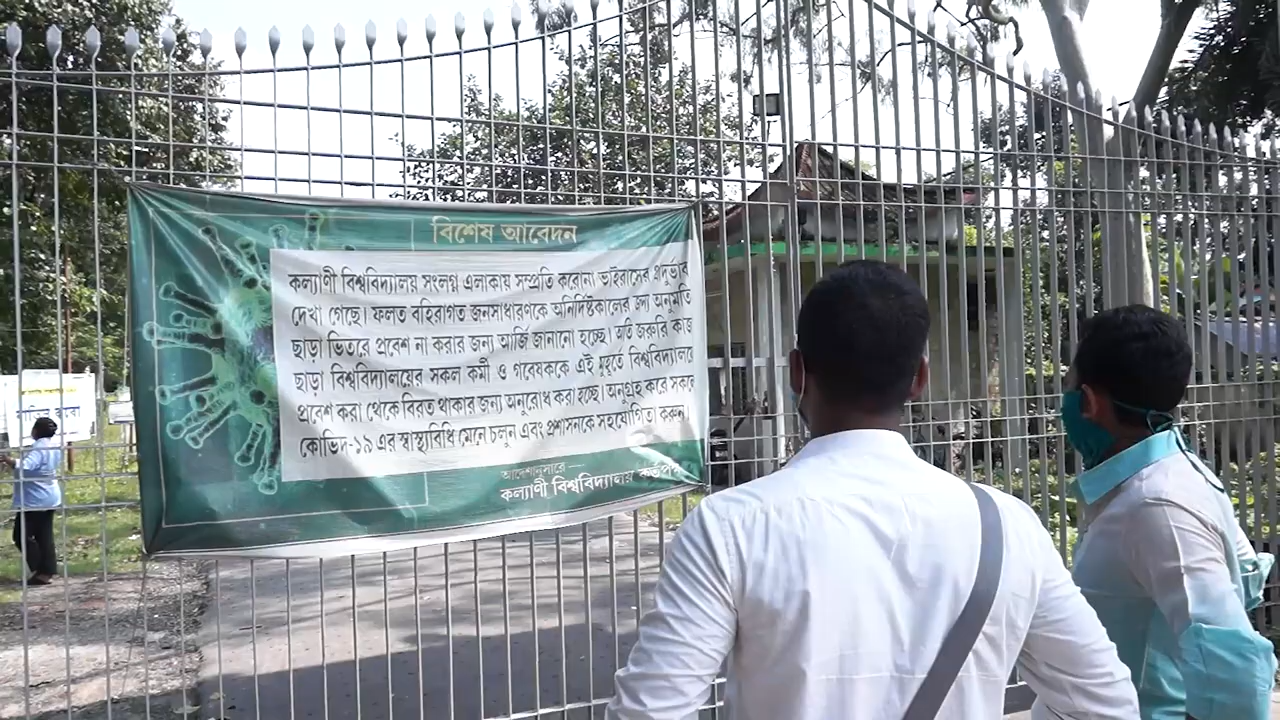 বিশেষ আবেদন
কল্যাণী বিশ্ববিদ্যালয় সংলগ্ন এলাকায় সম্প্রতি করোনা ভাইরাসের প্রাদুর্ভাব
দেখা গেছে। ফলত বহিরাগত জনসাধারণকে অনির্দিষ্টকালের জন্য অনুমতি
ছাড়া ভিতরে প্রবেশ না করার জন্য আর্জি জানানো হচ্ছে। অতি জরুরি কাজ
ছাড়া বিশ্ববিদ্যালয়ের সকল কর্মী ও গবেষককে এই মুহূর্তে বিশ্ববিদ্যালয়ে
প্রবেশ করা থেকে বিরত থাকার জন্য অনুরোধ করা হচ্ছে। অনুগ্রহ করে সকলে
কোভিদ-১৯ এর স্বাস্থ্যবিধি মেনে চলুন এবং প্রশাসনকে সহযোগিতা করুন।
আদেশানুসারে
কল্যাণী বিশ্ববিদ্যালয় কর্তৃপক্ষ